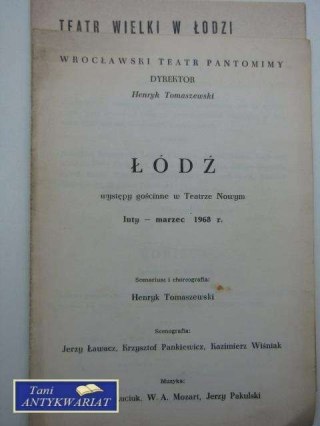 TEATR WIELKI W ŁODZI
WROCŁAWSKI TEATR PANTOMIMY
DYREKTOR
Henryk Tomaszewski
ŁÓDŹ
występy gościnne w Teatrze Nowym
luty — marzec 1968 r.
Scenariusz i choreografia:
Henryk Tomaszewski
Scenografia:
Jerzy Ławacz, Krzysztof Pankiewicz, Kazimierz Wiśniak
Muzyka:
W. A. Mozart, Jerzy Pakulski
Tani
ANTYKWARIAT